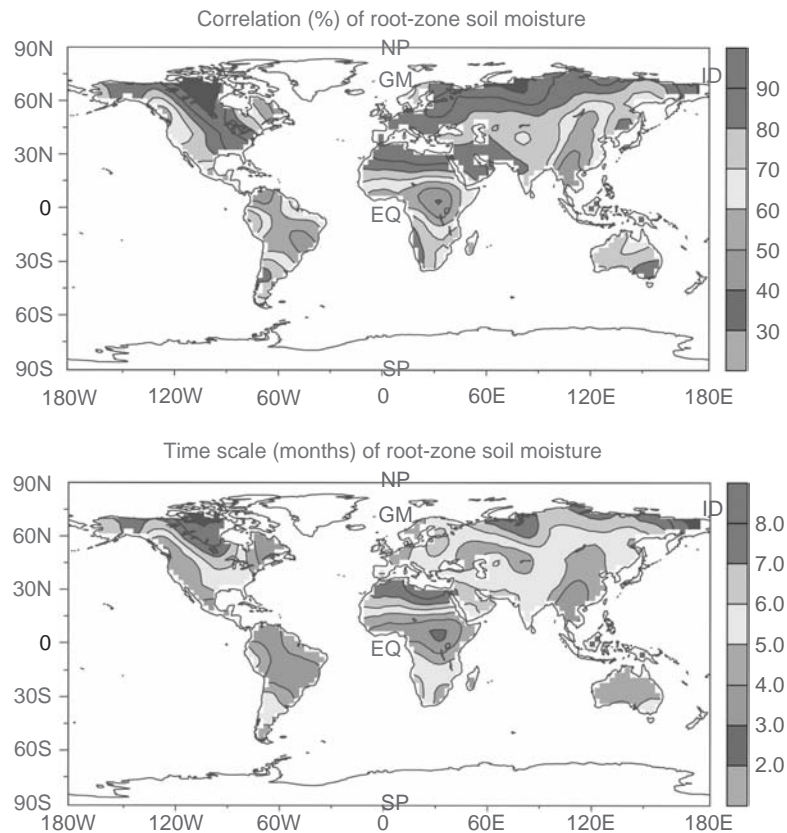 Correlation (%) of root-zone soil moisture
90N
NP
GM
ID
60N
90
80
30N
70
0
60
EQ
50
30S
40
60S
30
90S
SP
180W
120W
60W
0
60E
120E
180E
Time scale (months) of root-zone soil moisture
90N
NP
GM
ID
60N
8.0
7.0
30N
6.0
0
5.0
EQ
4.0
30S
3.0
60S
2.0
90S
SP
180W
120W
60W
0
60E
120E
180E